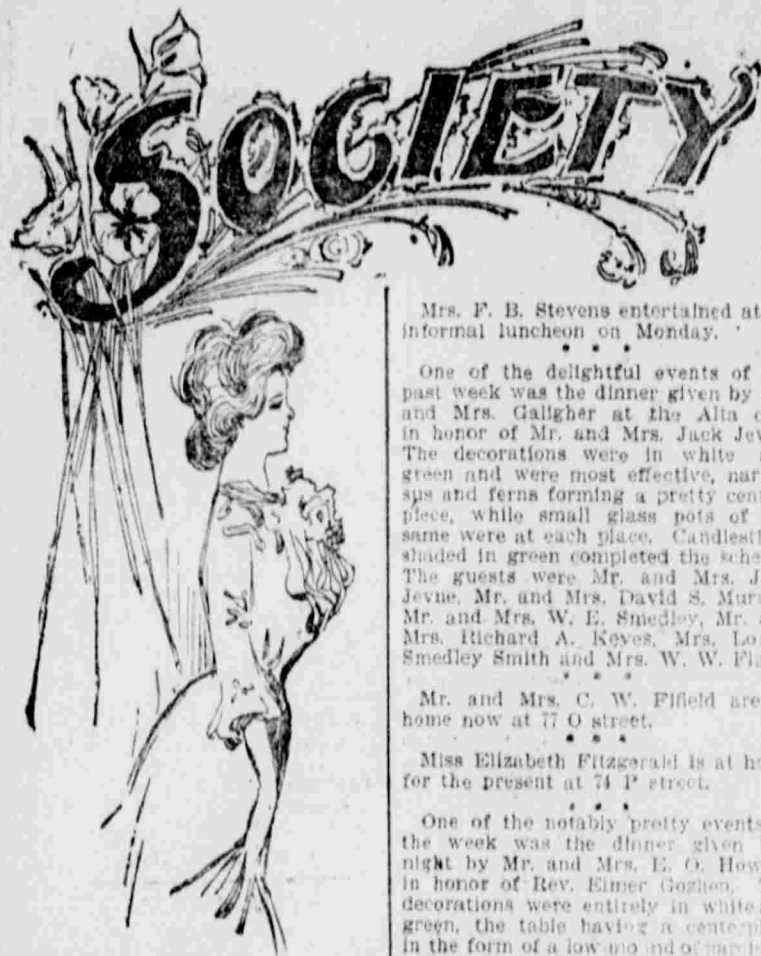 SOCIETY
Mrs. F. B. Stevens entertained at
informal luncheon on Monday.
* * *
One of the delightful events of
past week was the dinner given by
and Mrs. Galigher at the Alta
in honor of Mr. and Mrs. Jack
The decorations were in white
green and were most effective,
and ferns forming a pretty
piece, while small glass pots of
same were at each place.
shaded in green completed the
The guests were Mr. and Mrs.
Jevne, Mr. and Mrs. David S.
Mr. and Mrs. W. E. Smedley, Mr.
Mrs. Richard A. Keyes, Mrs.
Smedley Smith and Mrs. W. W.
* * *
Mr. and Mrs. C. W. Fifield are
home now at 77 O street.
* * *
Miss Elizabeth Fitzgerald is at
for the present at 74 P street.
* * *
One of the notably pretty events
the week was the dinner given
night by Mr. and Mrs. E. O.
in honor of Rev. Elmer Goshen.
decorations were entirely in white
green, the table having a
in the form of a low mound of